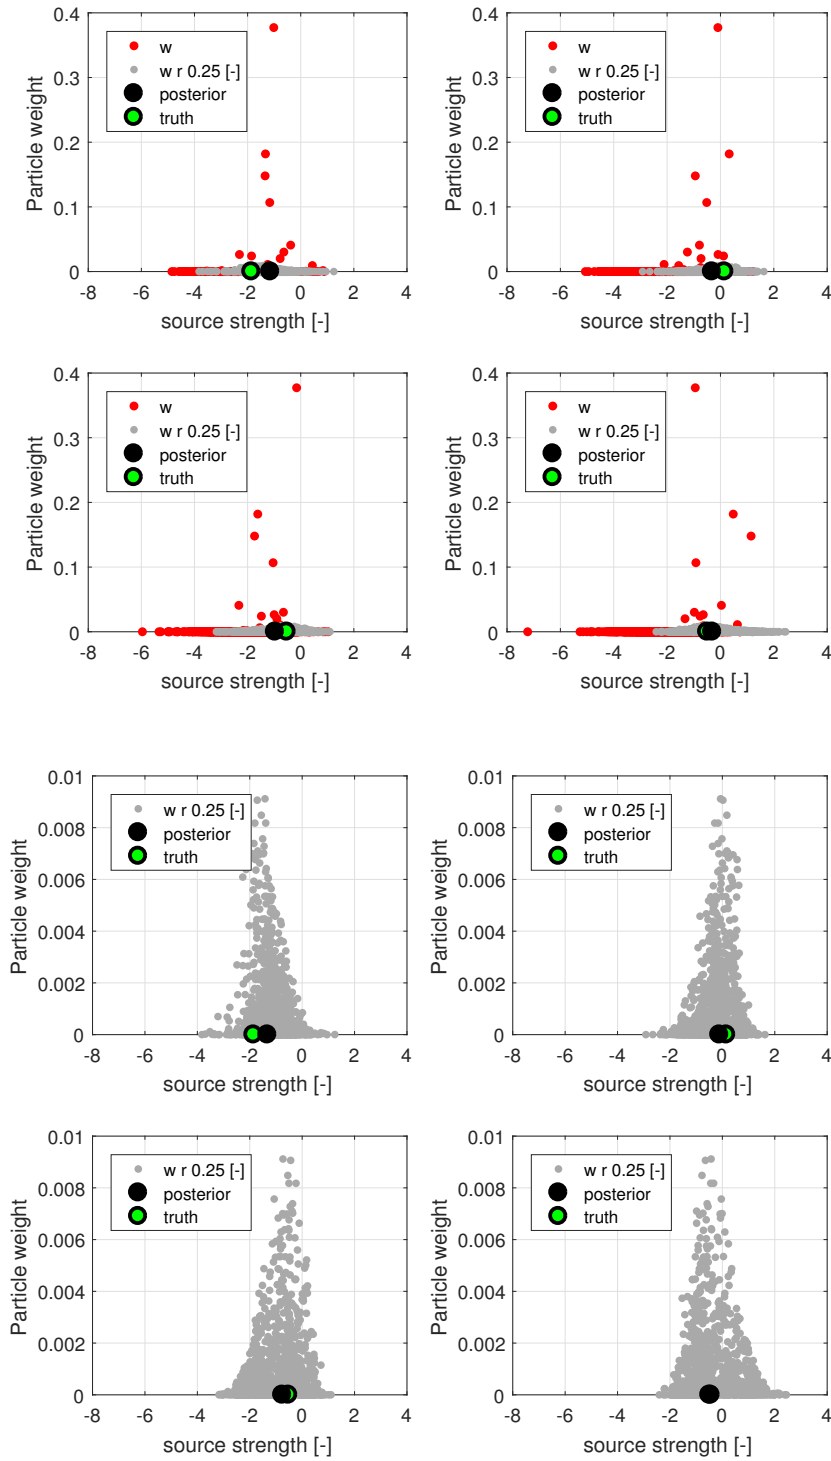 0.4
0.3
0.2
0.1
0
Particle weight
w
w r 0.25 [-]
posterior
truth
-8 -6 -4 -2 0 2 4
source strength [-]
0.4
0.3
0.2
0.1
0
Particle weight
w
w r 0.25 [-]
posterior
truth
-8 -6 -4 -2 0 2 4
source strength [-]
0.4
0.3
0.2
0.1
0
Particle weight
w
w r 0.25 [-]
posterior
truth
-8 -6 -4 -2 0 2 4
source strength [-]
0.4
0.3
0.2
0.1
0
Particle weight
w
w r 0.25 [-]
posterior
truth
-8 -6 -4 -2 0 2 4
source strength [-]
0.01
0.008
0.006
0.004
0.002
0
Particle weight
w r 0.25 [-]
posterior
truth
-8 -6 -4 -2 0 2 4
source strength [-]
0.01
0.008
0.006
0.004
0.002
0
Particle weight
w r 0.25 [-]
posterior
truth
-8 -6 -4 -2 0 2 4
source strength [-]
0.01
0.008
0.006
0.004
0.002
0
Particle weight
w r 0.25 [-]
posterior
truth
-8 -6 -4 -2 0 2 4
source strength [-]
0.01
0.008
0.006
0.004
0.002
0
Particle weight
w r 0.25 [-]
posterior
truth
-8 -6 -4 -2 0 2 4
source strength [-]